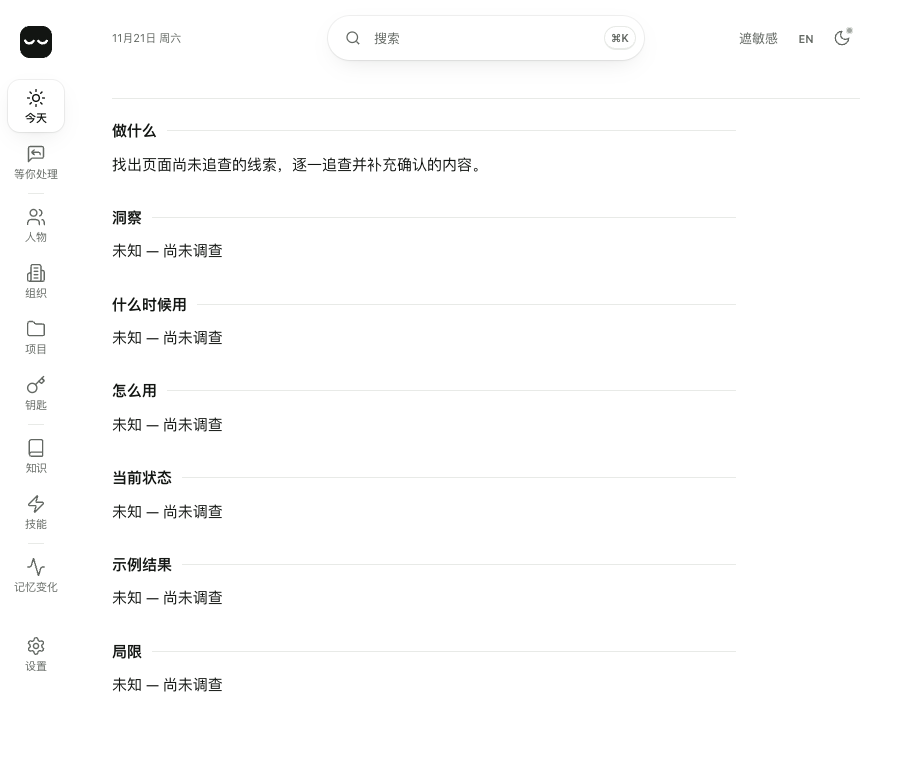 11月21日 周六
搜索
⌘K
遮敏感
EN
今天
等你处理
人物
组织
项目
钥匙
知识
技能
记忆变化
设置
做什么
找出页面尚未追查的线索，逐一追查并补充确认的内容。
洞察
未知 — 尚未调查
什么时候用
未知 — 尚未调查
怎么用
未知 — 尚未调查
当前状态
未知 — 尚未调查
示例结果
未知 — 尚未调查
局限
未知 — 尚未调查